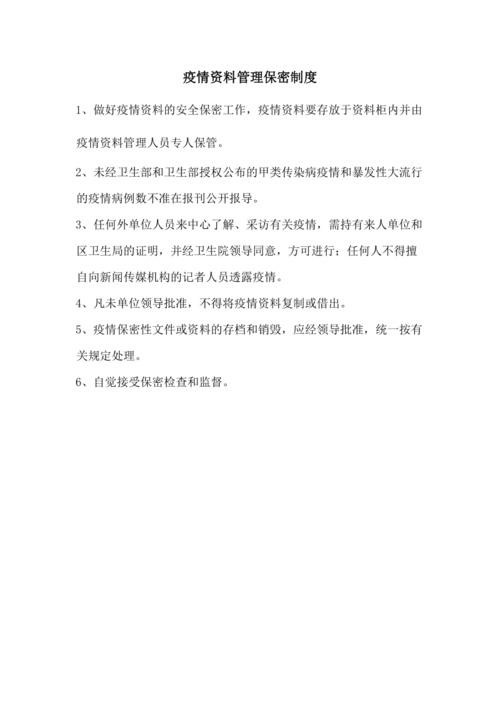 疫情资料管理保密制度
1、做好疫情资料的安全保密工作，疫情资料要存放于资料柜内并由
疫情资料管理人员专人保管。
2、未经卫生部和卫生部授权公布的甲类传染病疫情和暴发性大流行
的疫情病例数不准在报刊公开报导。
3、任何外单位人员来中心了解、采访有关疫情，需持有来人单位和
区卫生局的证明，并经卫生院领导同意，方可进行；任何人不得擅
自向新闻传媒机构的记者人员透露疫情。
4、凡未单位领导批准，不得将疫情资料复制或借出。
5、疫情保密性文件或资料的存档和销毁，应经领导批准，统一按有
关规定处理。
6、自觉接受保密检查和监督。